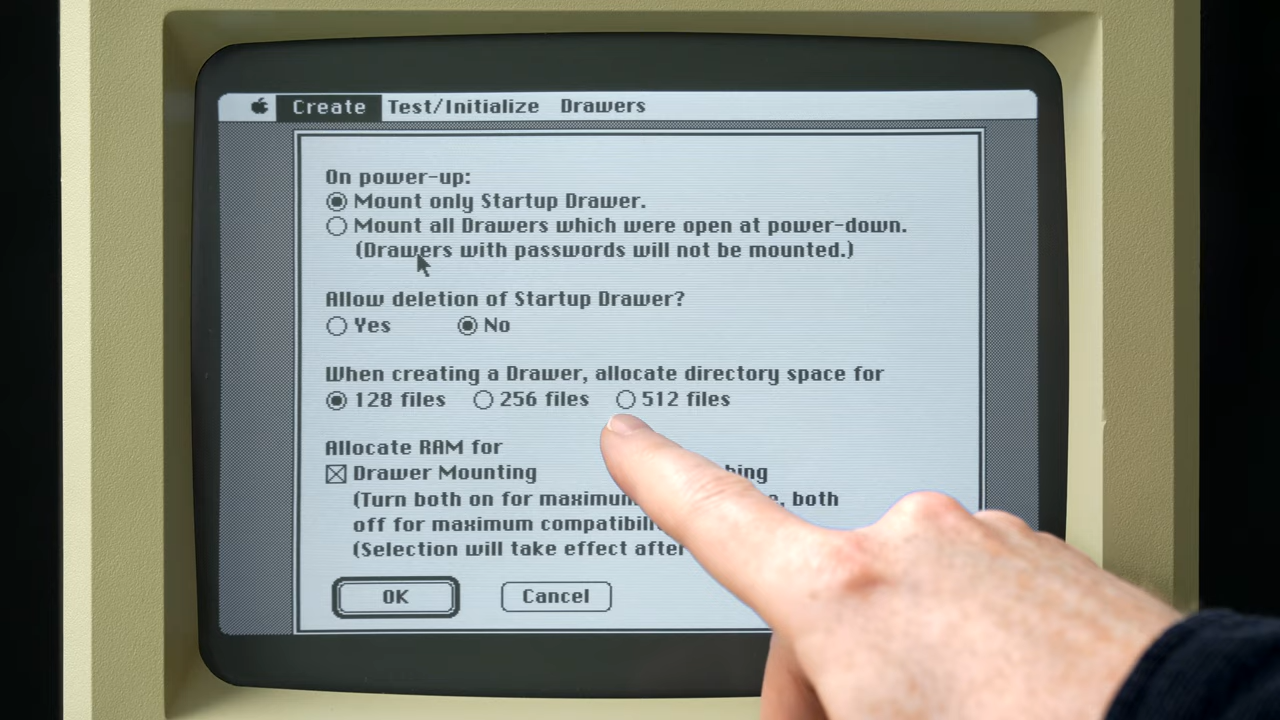 Create Test/Initialize Drawers
On power-up:
Mount only Startup Drawer.
Mount all Drawers which were open at power-down.
(Drawers with passwords will not be mounted.)
Allow deletion of Startup Drawer?
Yes No
When creating a Drawer, allocate directory space for
128 files 256 files 512 files
Allocate RAM for
Drawer Mounting
(Turn both on for maximum both
off for maximum
(Selection will take effect after
OK Cancel